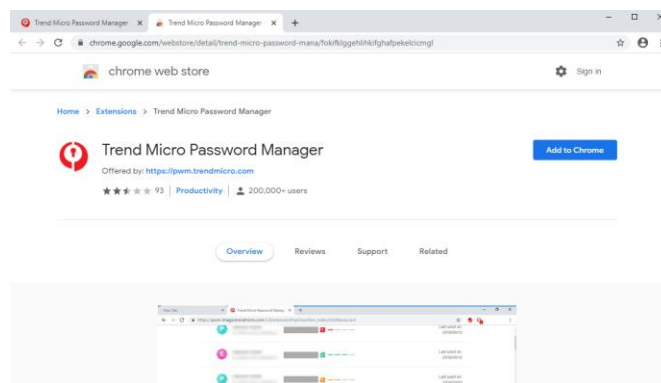 Trend Micro Password Manager
Trend Micro Password Manager
chrome.google.com/webstore/detail/trend-micro-password-mana/fokifklggehlihkifghafpekelcicmgl
chrome web store
Sign in
Home > Extensions > Trend Micro Password Manager
Trend Micro Password Manager
Add to Chrome
Offered by: https://pwm.trendmicro.com
93 | Productivity | 200,000+ users
Overview Reviews Support Related
P
E
P